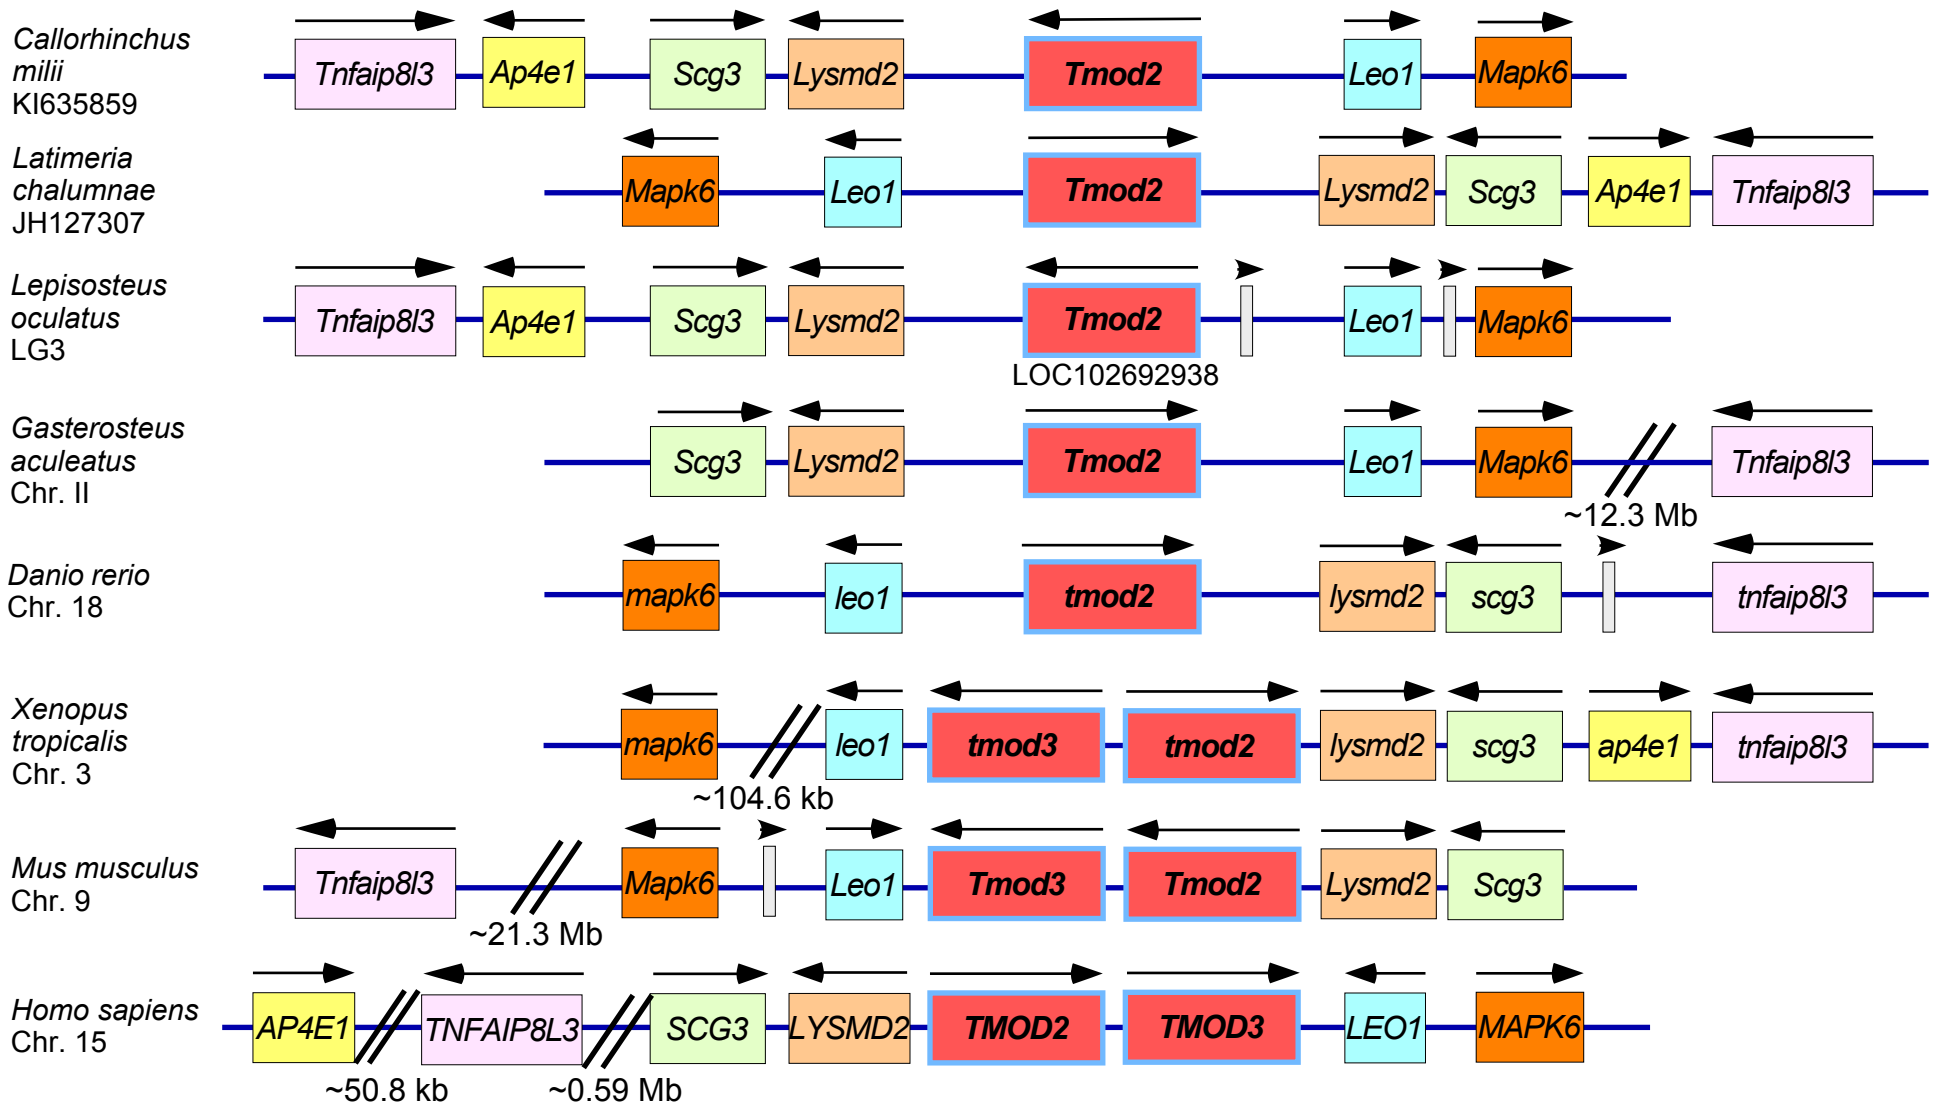 Callorhinchus
milii
KI635859
Tnfaip8l3 Ap4e1 Scg3 Lysmd2 Tmod2 Leo1 Mapk6
Latimeria
chalumnae
JH127307
Mapk6 Leo1 Tmod2 Lysmd2 Scg3 Ap4e1 Tnfaip8l3
Lepisosteus
oculatus
LG3
Tnfaip8l3 Ap4e1 Scg3 Lysmd2 Tmod2 Leo1 Mapk6
LOC102692938
Gasterosteus
aculeatus
Chr. II
Scg3 Lysmd2 Tmod2 Leo1 Mapk6 Tnfaip8l3
~12.3 Mb
Danio rerio
Chr. 18
mapk6 leo1 tmod2 lysmd2 scg3 tnfaip8l3
Xenopus
tropicalis
Chr. 3
mapk6 leo1 tmod3 tmod2 lysmd2 scg3 ap4e1 tnfaip8l3
~104.6 kb
Mus musculus
Chr. 9
Tnfaip8l3 Mapk6 Leo1 Tmod3 Tmod2 Lysmd2 Scg3
~21.3 Mb
Homo sapiens
Chr. 15
AP4E1 TNFAIP8L3 SCG3 LYSMD2 TMOD2 TMOD3 LEO1 MAPK6
~50.8 kb ~0.59 Mb